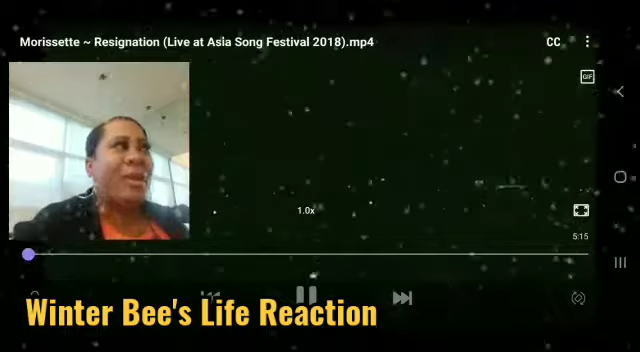 Morissette ~ Resignation (Live at Asia Song Festival 2018).mp4
CC
GIF
1.0x
5:15
Winter Bee's Life Reaction